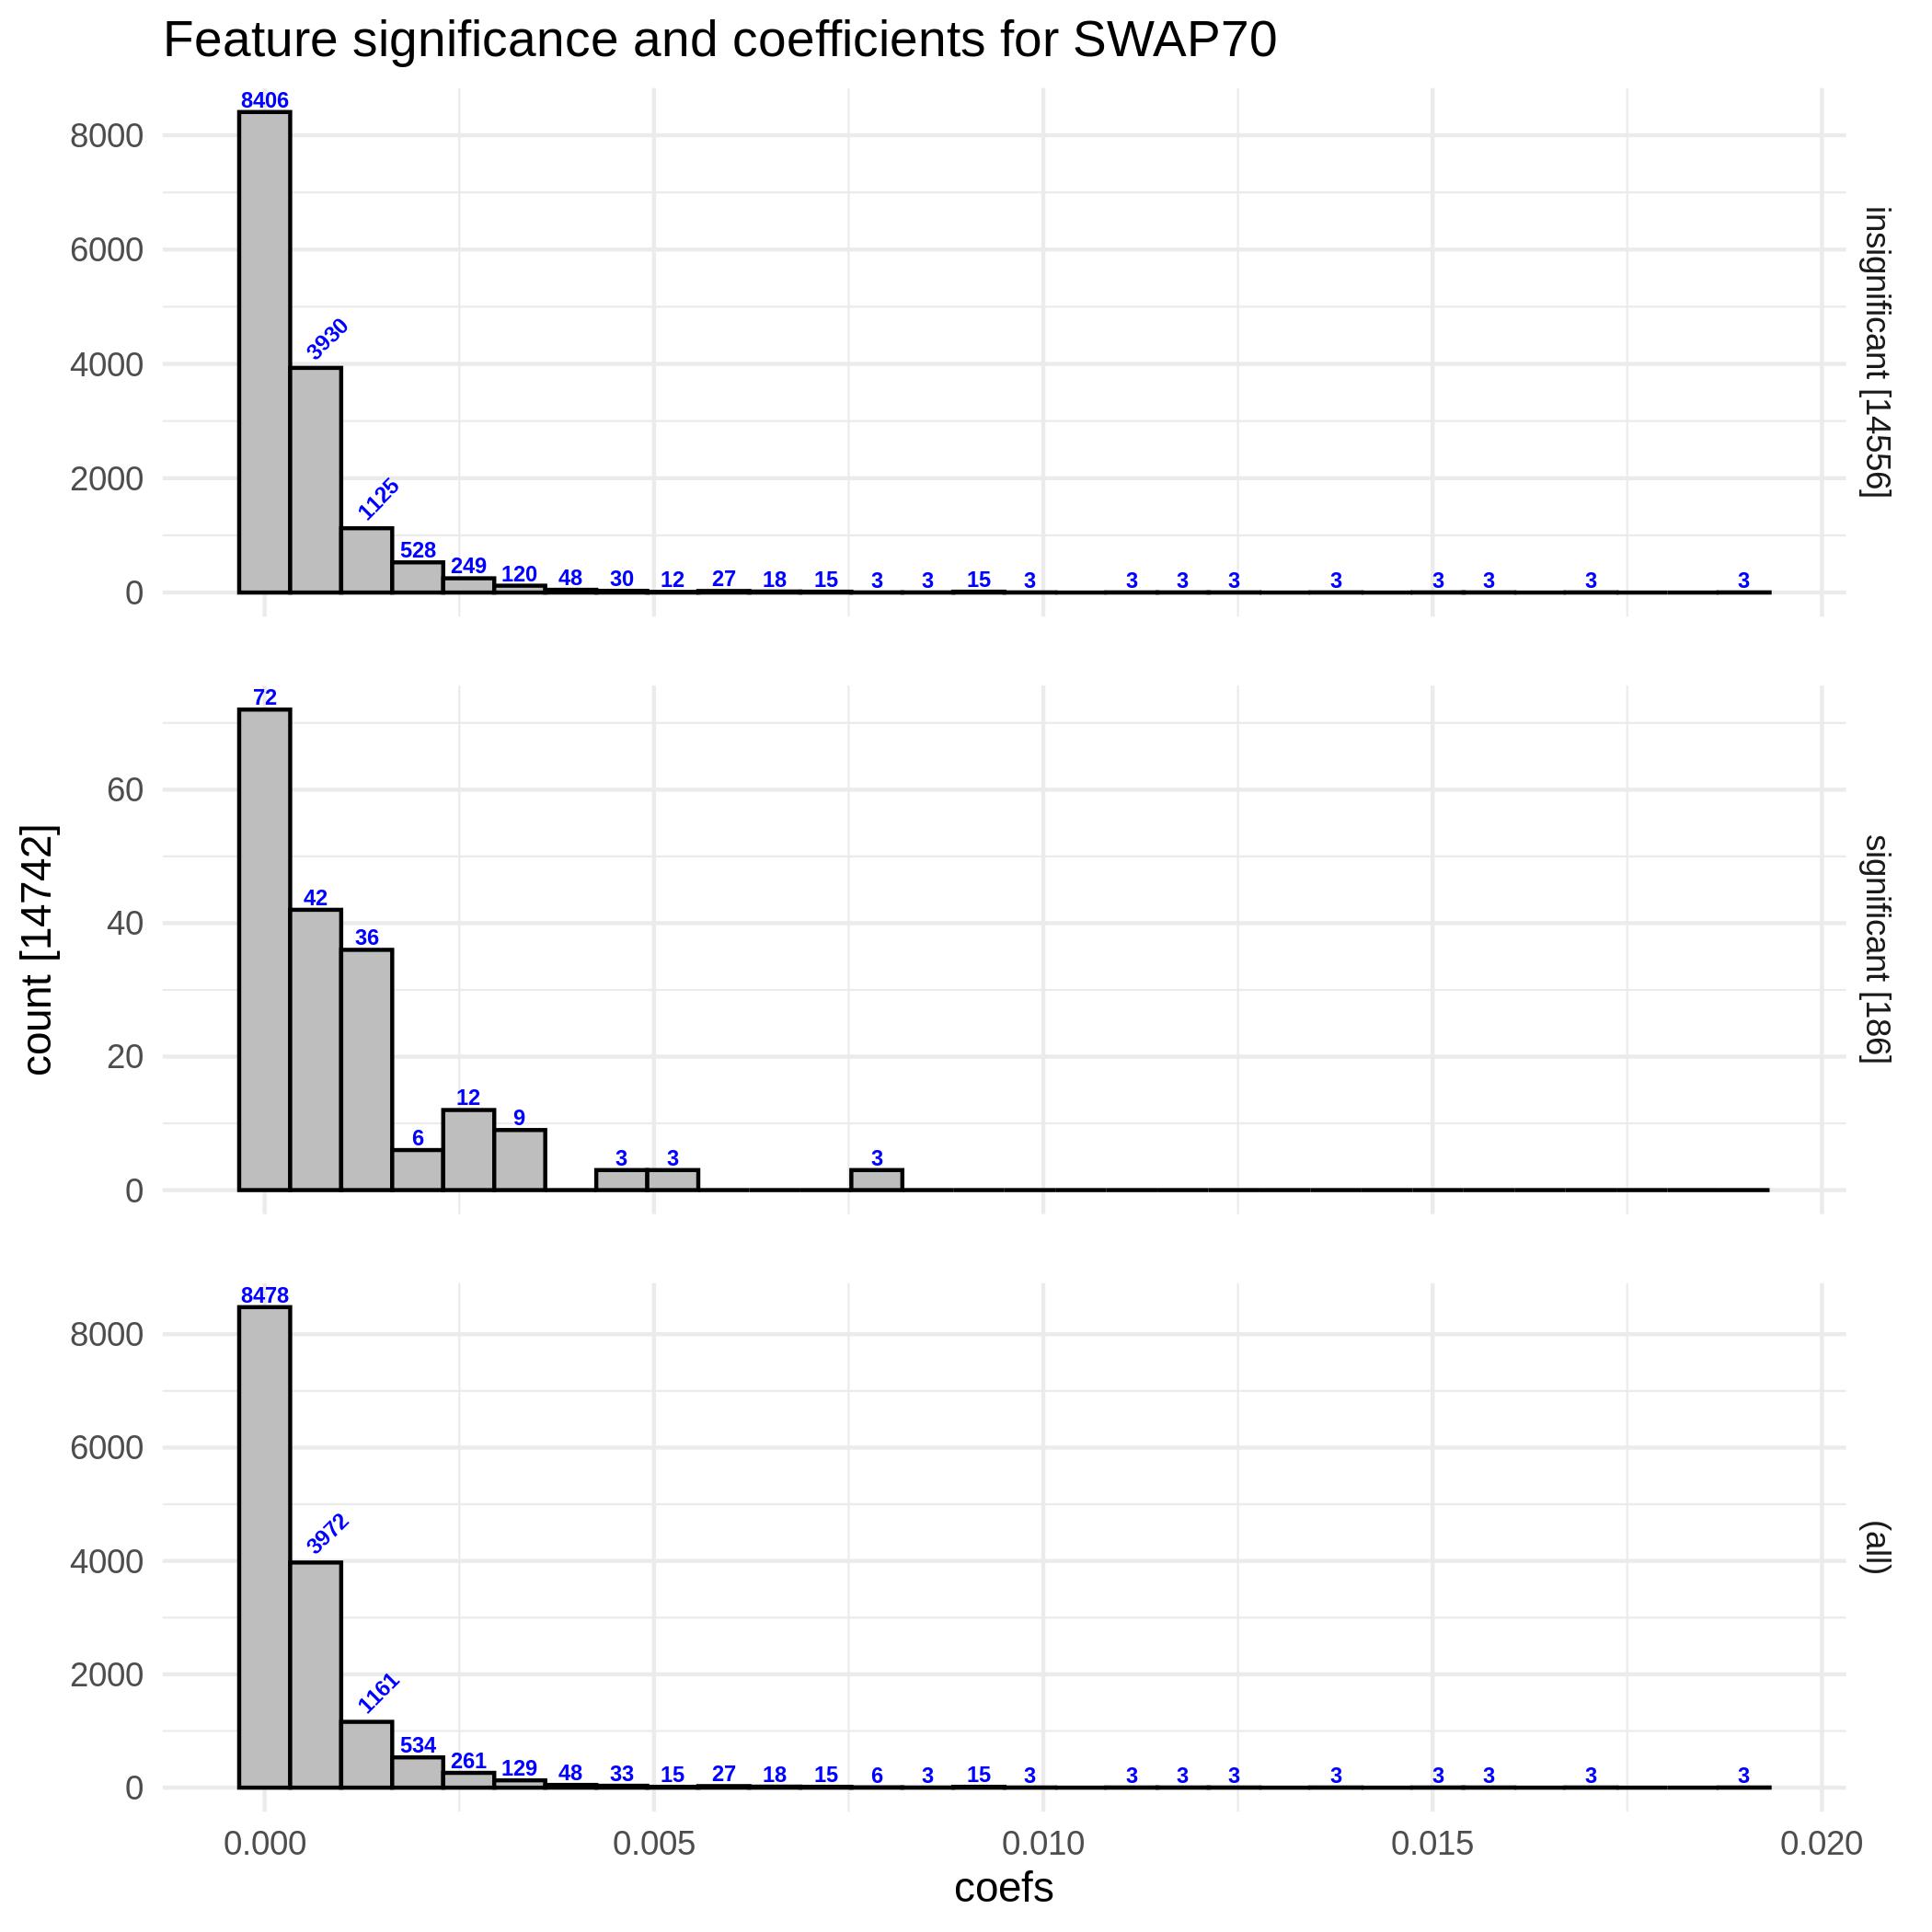 Feature significance and coefficients for SWAP70
8406
8000
6000
4000
2000
0
3930
1125
528 249 120 48 30 12 27 18 15 3 3 15 3 3 3 3 3 3 3 3 3
insignificant [14556]
72
60
40
20
0
42
36
6 12 9 3 3 3
significant [186]
count [14742]
8478
8000
6000
4000
2000
0
3972
1161
534 261 129 48 33 15 27 18 15 6 3 15 3 3 3 3 3 3 3 3 3
(all)
0.000 0.005 0.010 0.015 0.020
coefs